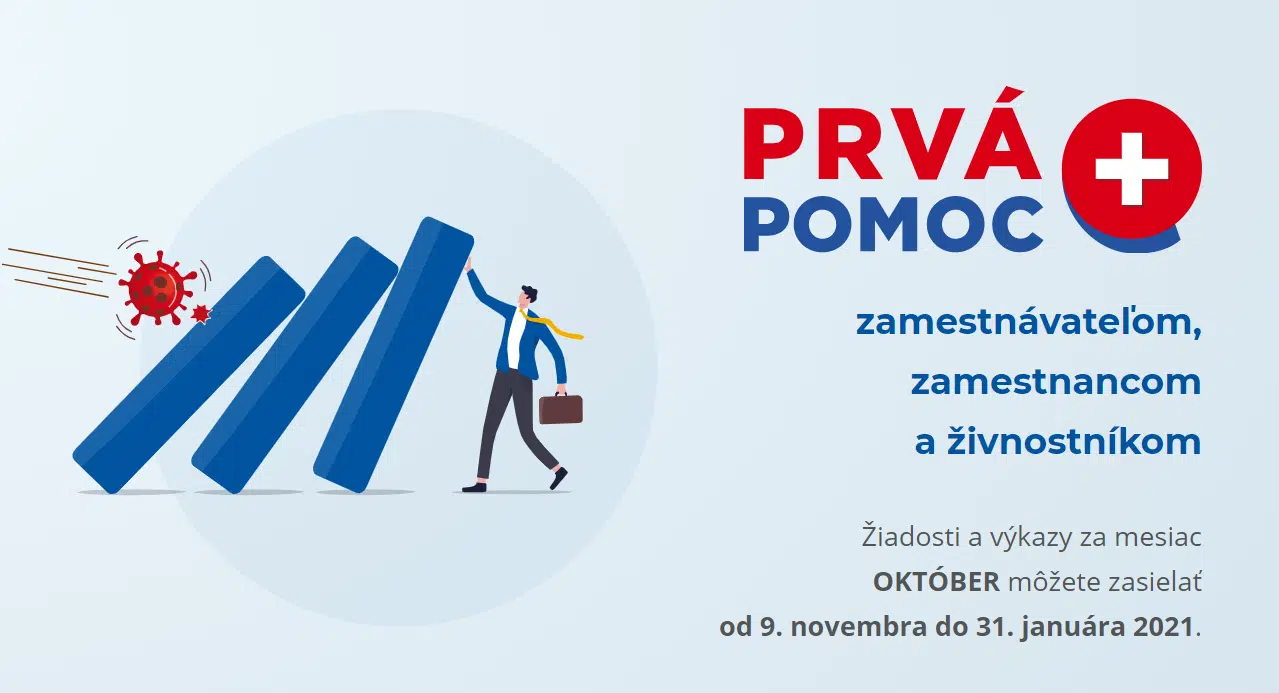 PRVÁ
POMOC
zamestnávateľom,
zamestnancom
a živnostníkom
Žiadosti a výkazy za mesiac
OKTÓBER môžete zasielať
od 9. novembra do 31. januára 2021.